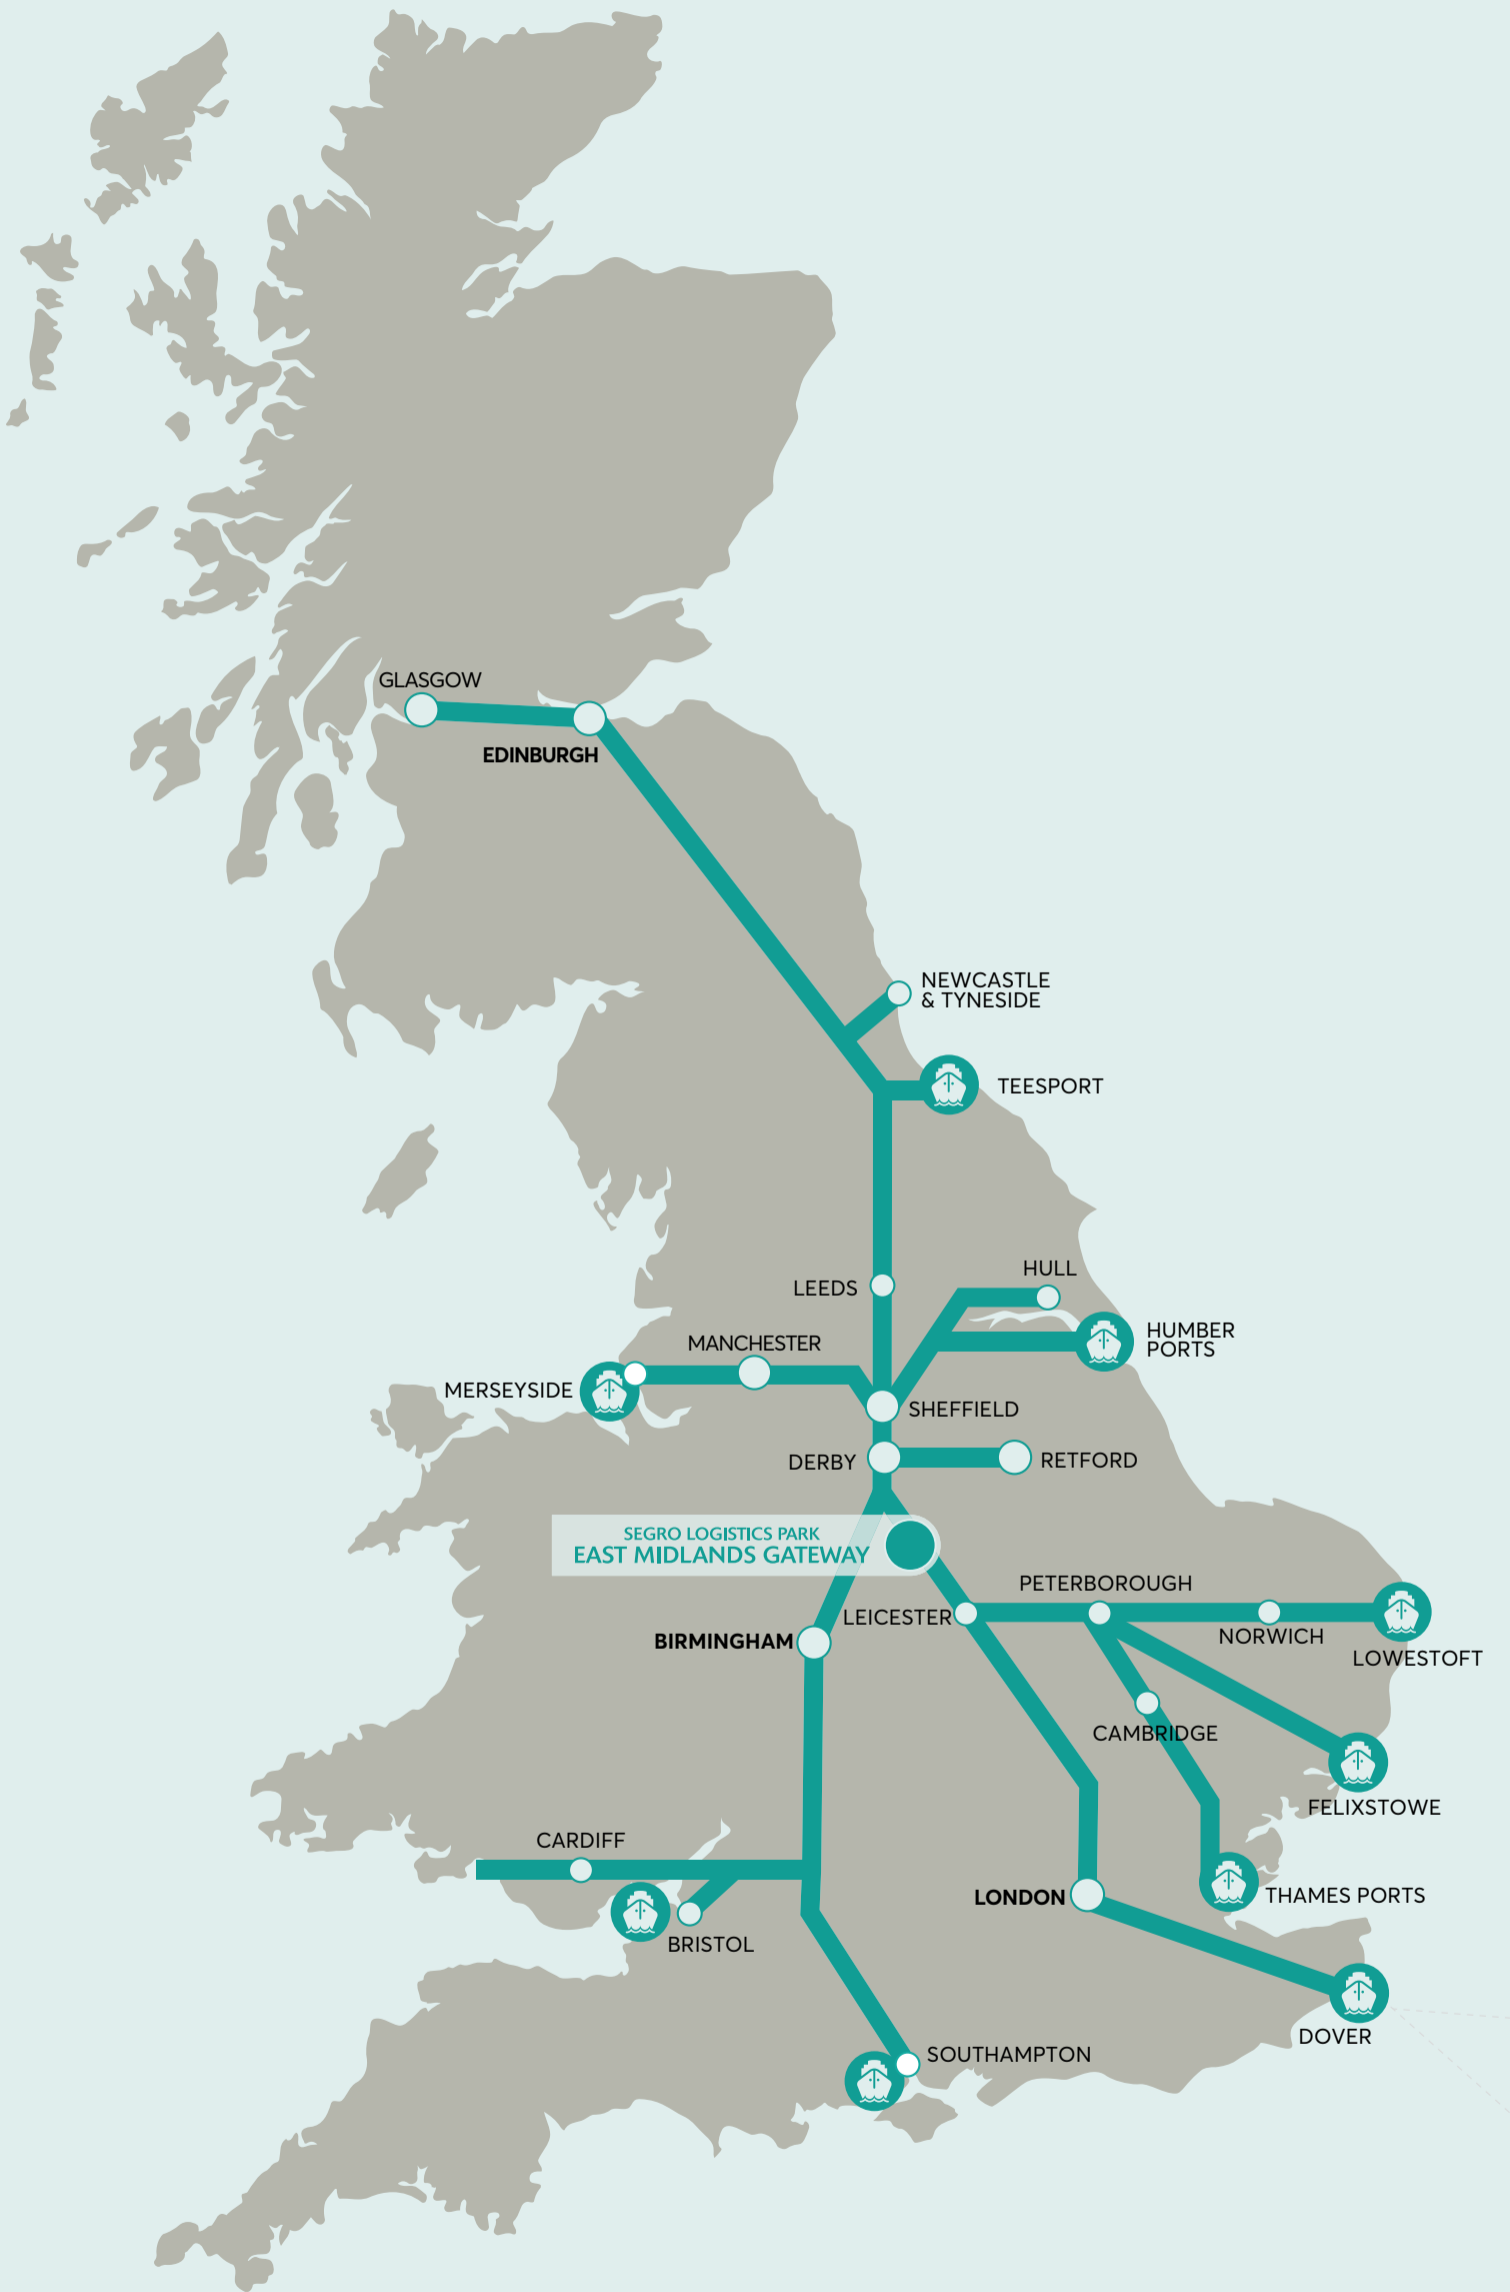 GLASGOW
EDINBURGH
NEWCASTLE
& TYNESIDE
TEESPORT
HULL
LEEDS
HUMBER
PORTS
MANCHESTER
MERSEYSIDE
SHEFFIELD
DERBY
RETFORD
SEGRO LOGISTICS PARK
EAST MIDLANDS GATEWAY
PETERBOROUGH
LEICESTER
NORWICH
BIRMINGHAM
LOWESTOFT
CAMBRIDGE
FELIXSTOWE
CARDIFF
LONDON
THAMES PORTS
BRISTOL
DOVER
SOUTHAMPTON